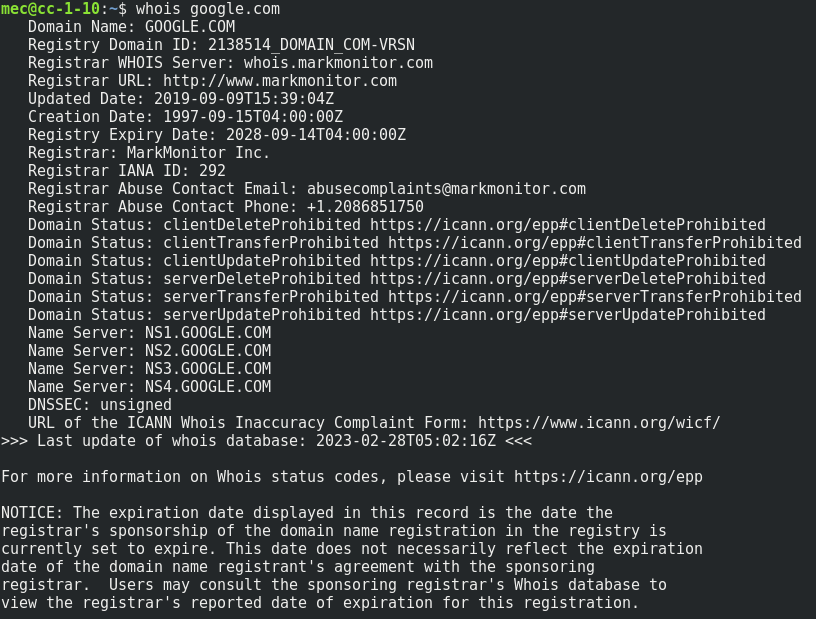 mec@cc-1-10:~$ whois google.com
   Domain Name: GOOGLE.COM
   Registry Domain ID: 2138514_DOMAIN_COM-VRSN
   Registrar WHOIS Server: whois.markmonitor.com
   Registrar URL: http://www.markmonitor.com
   Updated Date: 2019-09-09T15:39:04Z
   Creation Date: 1997-09-15T04:00:00Z
   Registry Expiry Date: 2028-09-14T04:00:00Z
   Registrar: MarkMonitor Inc.
   Registrar IANA ID: 292
   Registrar Abuse Contact Email: abusecomplaints@markmonitor.com
   Registrar Abuse Contact Phone: +1.2086851750
   Domain Status: clientDeleteProhibited https://icann.org/epp#clientDeleteProhibited
   Domain Status: clientTransferProhibited https://icann.org/epp#clientTransferProhibited
   Domain Status: clientUpdateProhibited https://icann.org/epp#clientUpdateProhibited
   Domain Status: serverDeleteProhibited https://icann.org/epp#serverDeleteProhibited
   Domain Status: serverTransferProhibited https://icann.org/epp#serverTransferProhibited
   Domain Status: serverUpdateProhibited https://icann.org/epp#serverUpdateProhibited
   Name Server: NS1.GOOGLE.COM
   Name Server: NS2.GOOGLE.COM
   Name Server: NS3.GOOGLE.COM
   Name Server: NS4.GOOGLE.COM
   DNSSEC: unsigned
   URL of the ICANN Whois Inaccuracy Complaint Form: https://www.icann.org/wicf/
>>> Last update of whois database: 2023-02-28T05:02:16Z <<<

For more information on Whois status codes, please visit https://icann.org/epp

NOTICE: The expiration date displayed in this record is the date the
registrar's sponsorship of the domain name registration in the registry is
currently set to expire. This date does not necessarily reflect the expiration
date of the domain name registrant's agreement with the sponsoring
registrar.  Users may consult the sponsoring registrar's Whois database to
view the registrar's reported date of expiration for this registration.